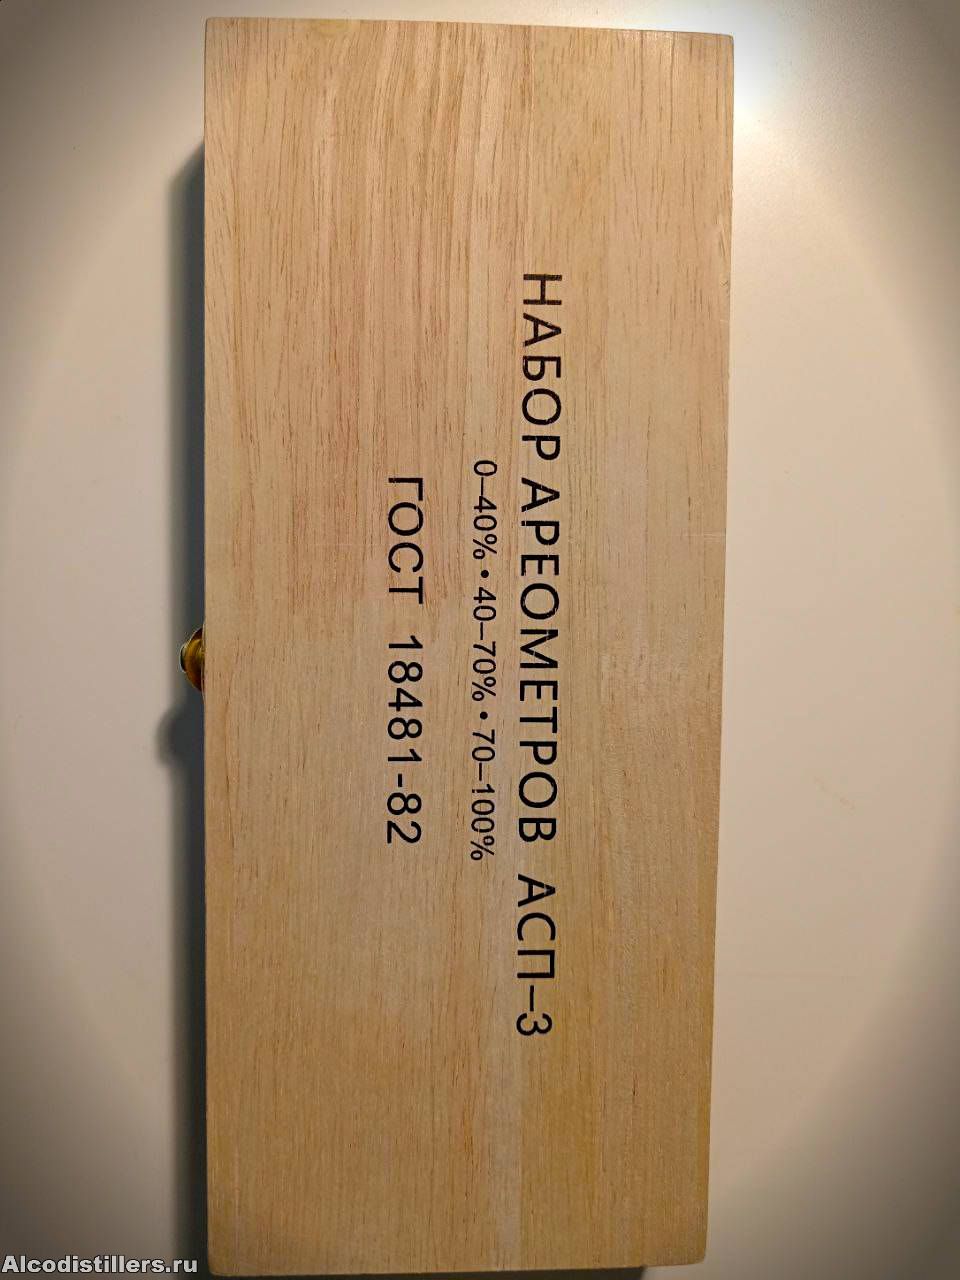 НАБОР АРЕОМЕТРОВ АСП–3
0–40% • 40–70% • 70–100%
ГОСТ 18481-82
Alcodistillers.ru